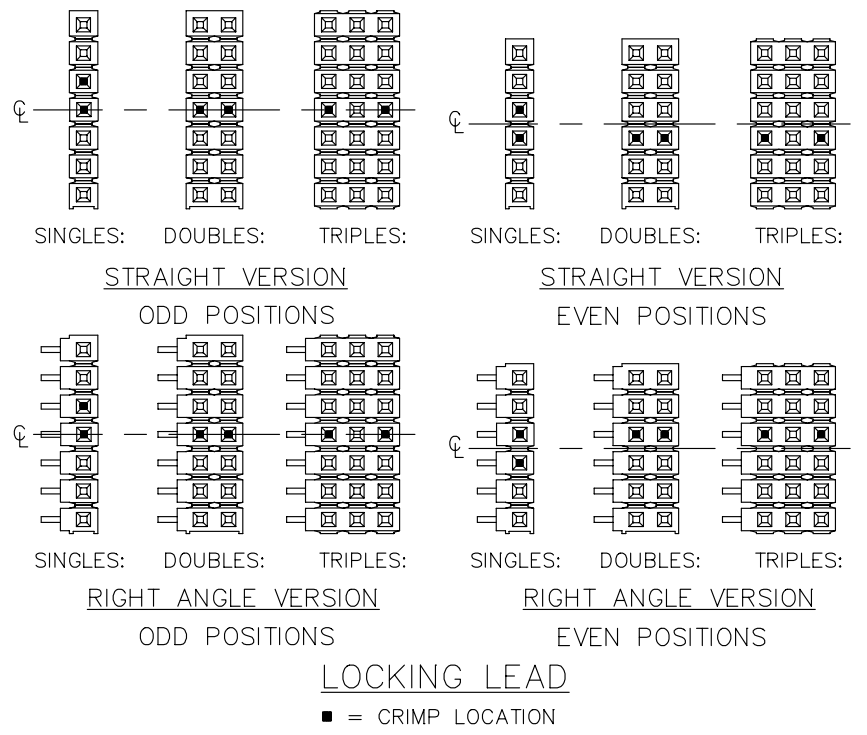 ℄
℄
SINGLES: DOUBLES: TRIPLES:
SINGLES: DOUBLES: TRIPLES:
STRAIGHT VERSION
STRAIGHT VERSION
ODD POSITIONS
EVEN POSITIONS
℄
℄
SINGLES: DOUBLES: TRIPLES:
SINGLES: DOUBLES: TRIPLES:
RIGHT ANGLE VERSION
RIGHT ANGLE VERSION
ODD POSITIONS
EVEN POSITIONS
LOCKING LEAD
■ = CRIMP LOCATION